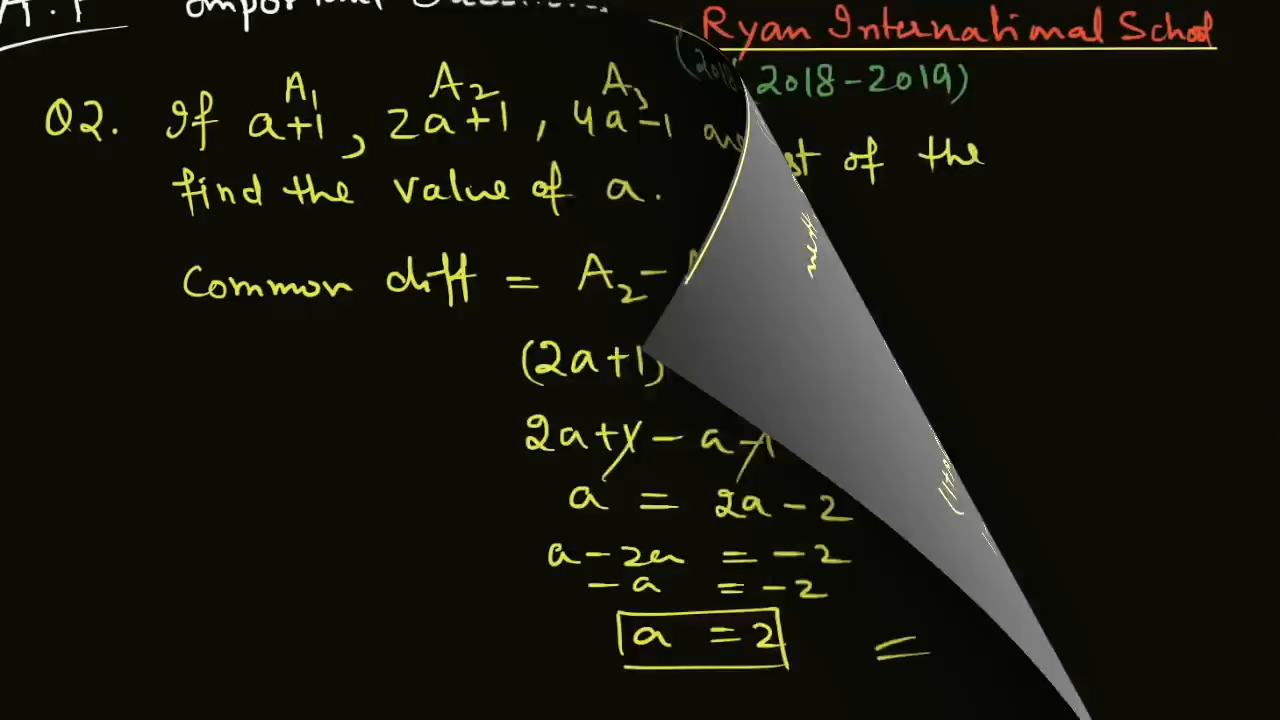 A.P
Ryan International School
2018-2019)
A₁ A₂ A₃
Q2. If a+1, 2a+1, 4a-1 of the
find the value of a.
Common diff = A₂ -
(2a+1)
2a+1 - a-1
a = 2a-2
a-2a = -2
-a = -2
a = 2 =